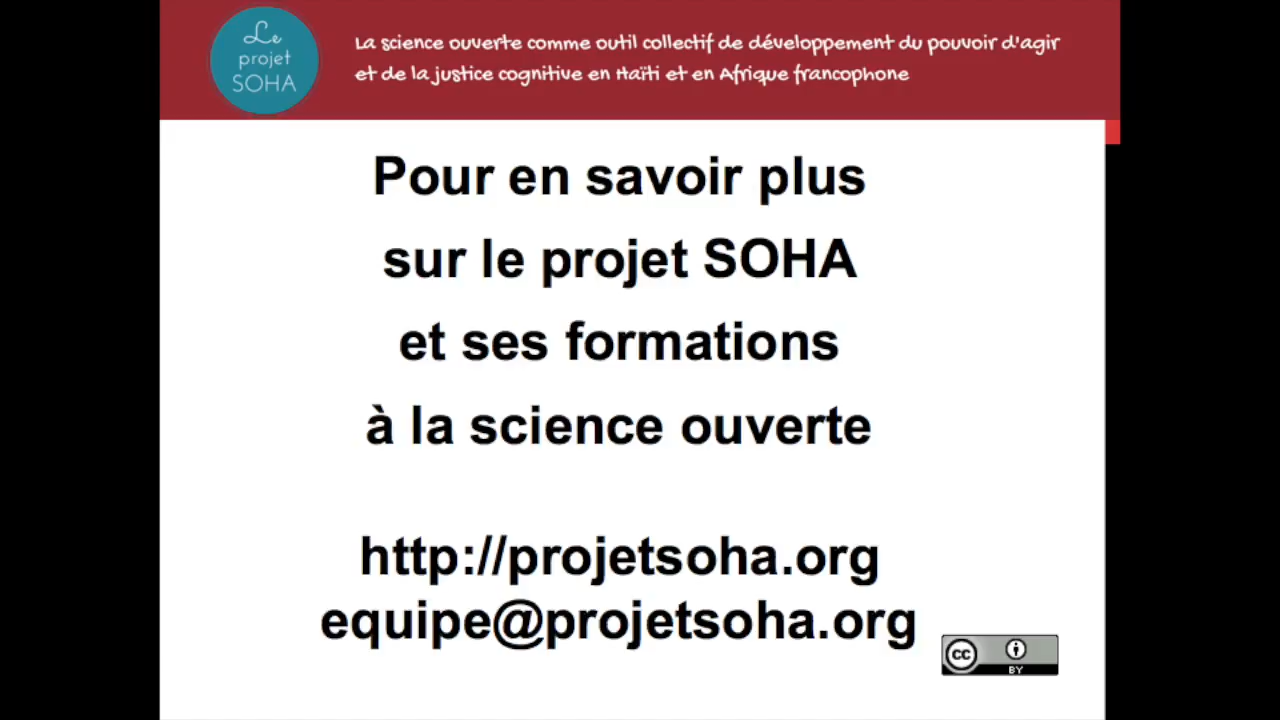 Le
projet
SOHA
La science ouverte comme outil collectif de développement du pouvoir d'agir
et de la justice cognitive en Haïti et en Afrique francophone
Pour en savoir plus
sur le projet SOHA
et ses formations
à la science ouverte
http://projetsoha.org
equipe@projetsoha.org
cc
BY